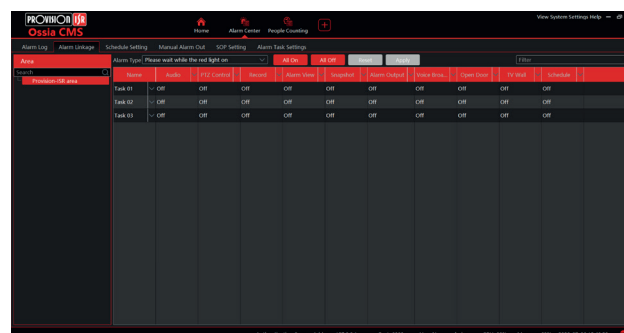 PROVISION ISR
Ossia CMS
Home
Alarm Center
People Counting
View System Settings Help
Alarm Log Alarm Linkage Schedule Setting Manual Alarm Out SOP Setting Alarm Task Settings
Area
Search
Provision-ISR area
Alarm Type Please wait while the red light on All On All Off Reset Apply Filter
Name Audio PTZ Control Record Alarm View Snapshot Alarm Output Voice Broa... Open Door TV Wall Schedule
Task 01 Off Off Off Off Off Off Off Off Off Off
Task 02 Off Off Off Off Off Off Off Off Off Off
Task 03 Off Off Off Off Off Off Off Off Off Off